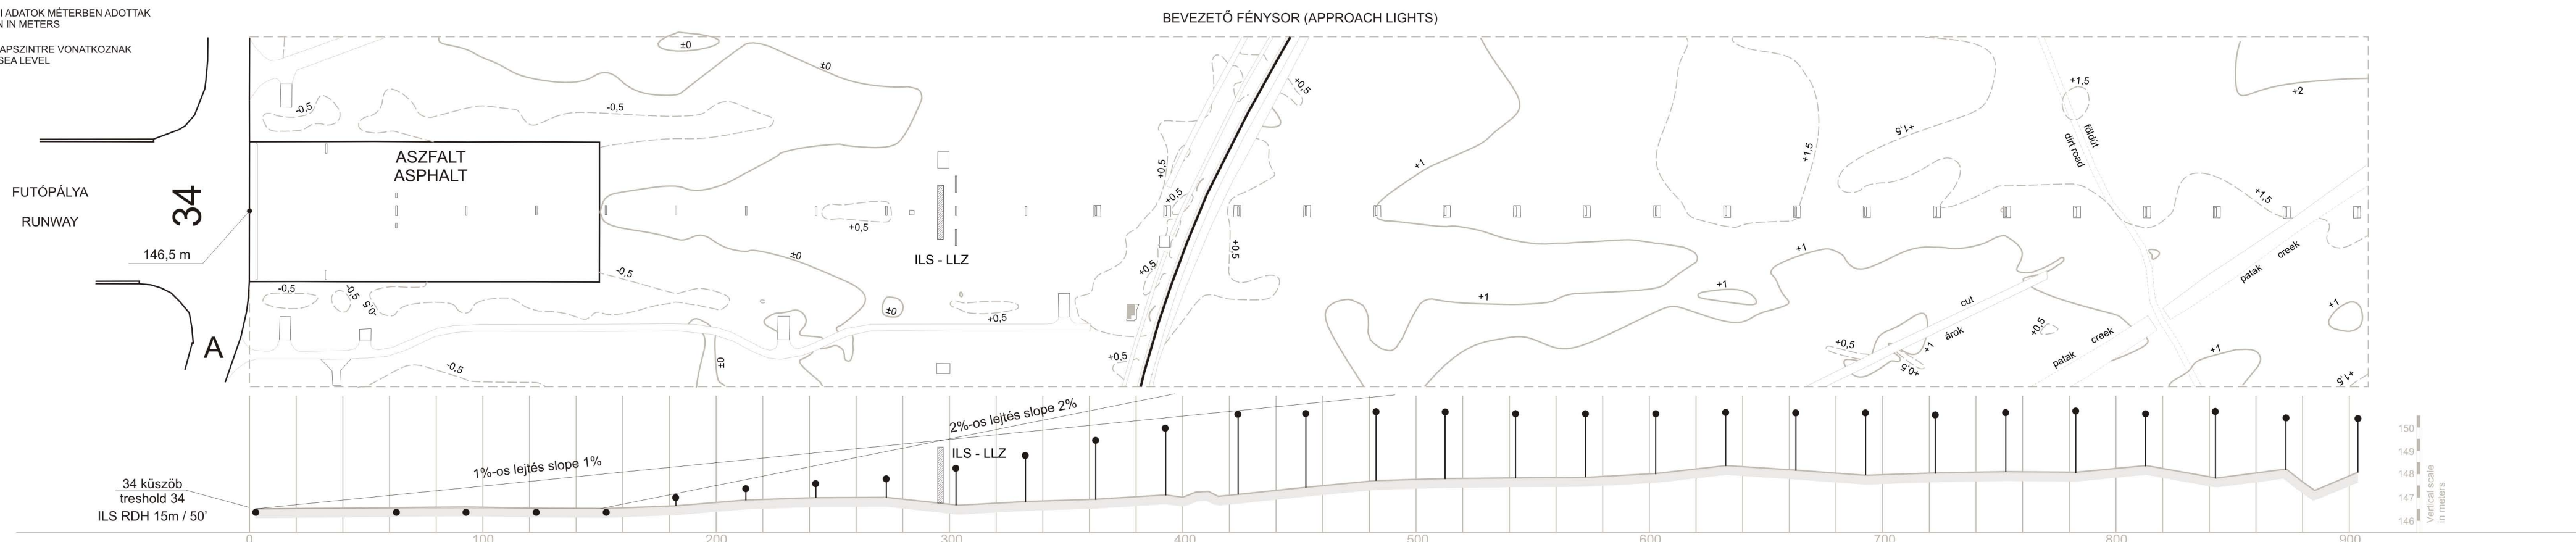 I ADATOK MÉTERBEN ADOTTAK
N IN METERS
APSZINTRE VONATKOZNAK
SEA LEVEL
BEVEZETŐ FÉNYSOR (APPROACH LIGHTS)
±0
±0
-0,5
-0,5
+0,5
+1,5
+2
ASZFALT
ASPHALT
+0,5
+1
+1,5
+1,5
földút
dirt road
FUTÓPÁLYA
RUNWAY
34
+0,5
+0,5
+1,5
146,5 m
±0
ILS - LLZ
+0,5
+0,5
+1
patak creek
-0,5
-0,5
-0,5
-0,5
±0
+0,5
+1
+1
cut
árok
+0,5
+1
A
±0
-0,5
+0,5
+0,5
+1
+0,5
patak creek
+1
+1,5
2%-os lejtés slope 2%
1%-os lejtés slope 1%
ILS - LLZ
34 küszöb
treshold 34
ILS RDH 15m / 50'
150
149
148
147
146
Vertical scale
in meters
0 100 200 300 400 500 600 700 800 900